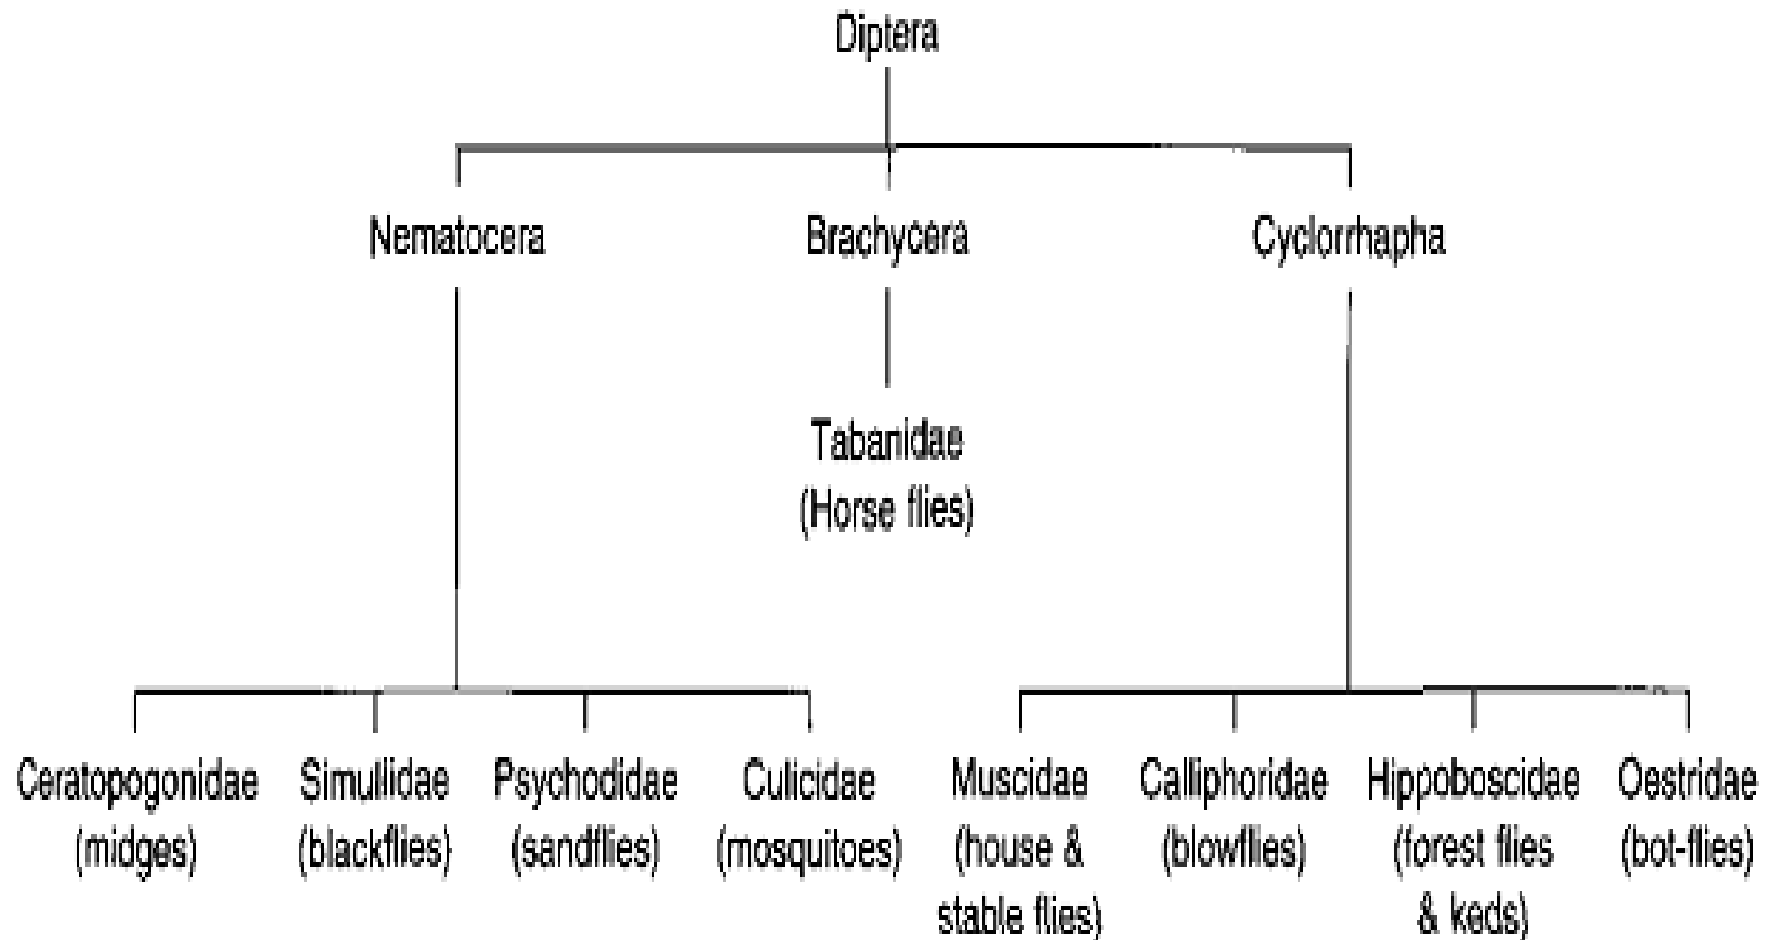 Diptera
Nematocera Brachycera Cyclorrhapha
Tabanidae
(Horse flies)
Ceratopogonidae Simuliidae Psychodidae Culicidae Muscidae Calliphoridae Hippoboscidae Oestridae
(midges) (blackflies) (sandflies) (mosquitoes) (house & (blowflies) (forest flies (bot-flies)
stable flies) & keds)